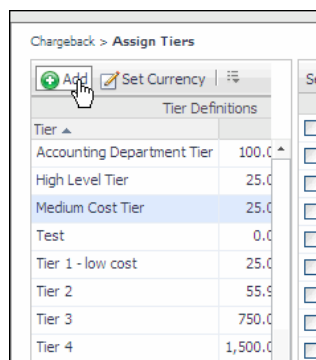 Chargeback > Assign Tiers
Add Set Currency
Tier Definitions
Tier
Accounting Department Tier 100.0
High Level Tier 25.0
Medium Cost Tier 25.0
Test 0.0
Tier 1 - low cost 25.0
Tier 2 55.9
Tier 3 750.0
Tier 4 1,500.0